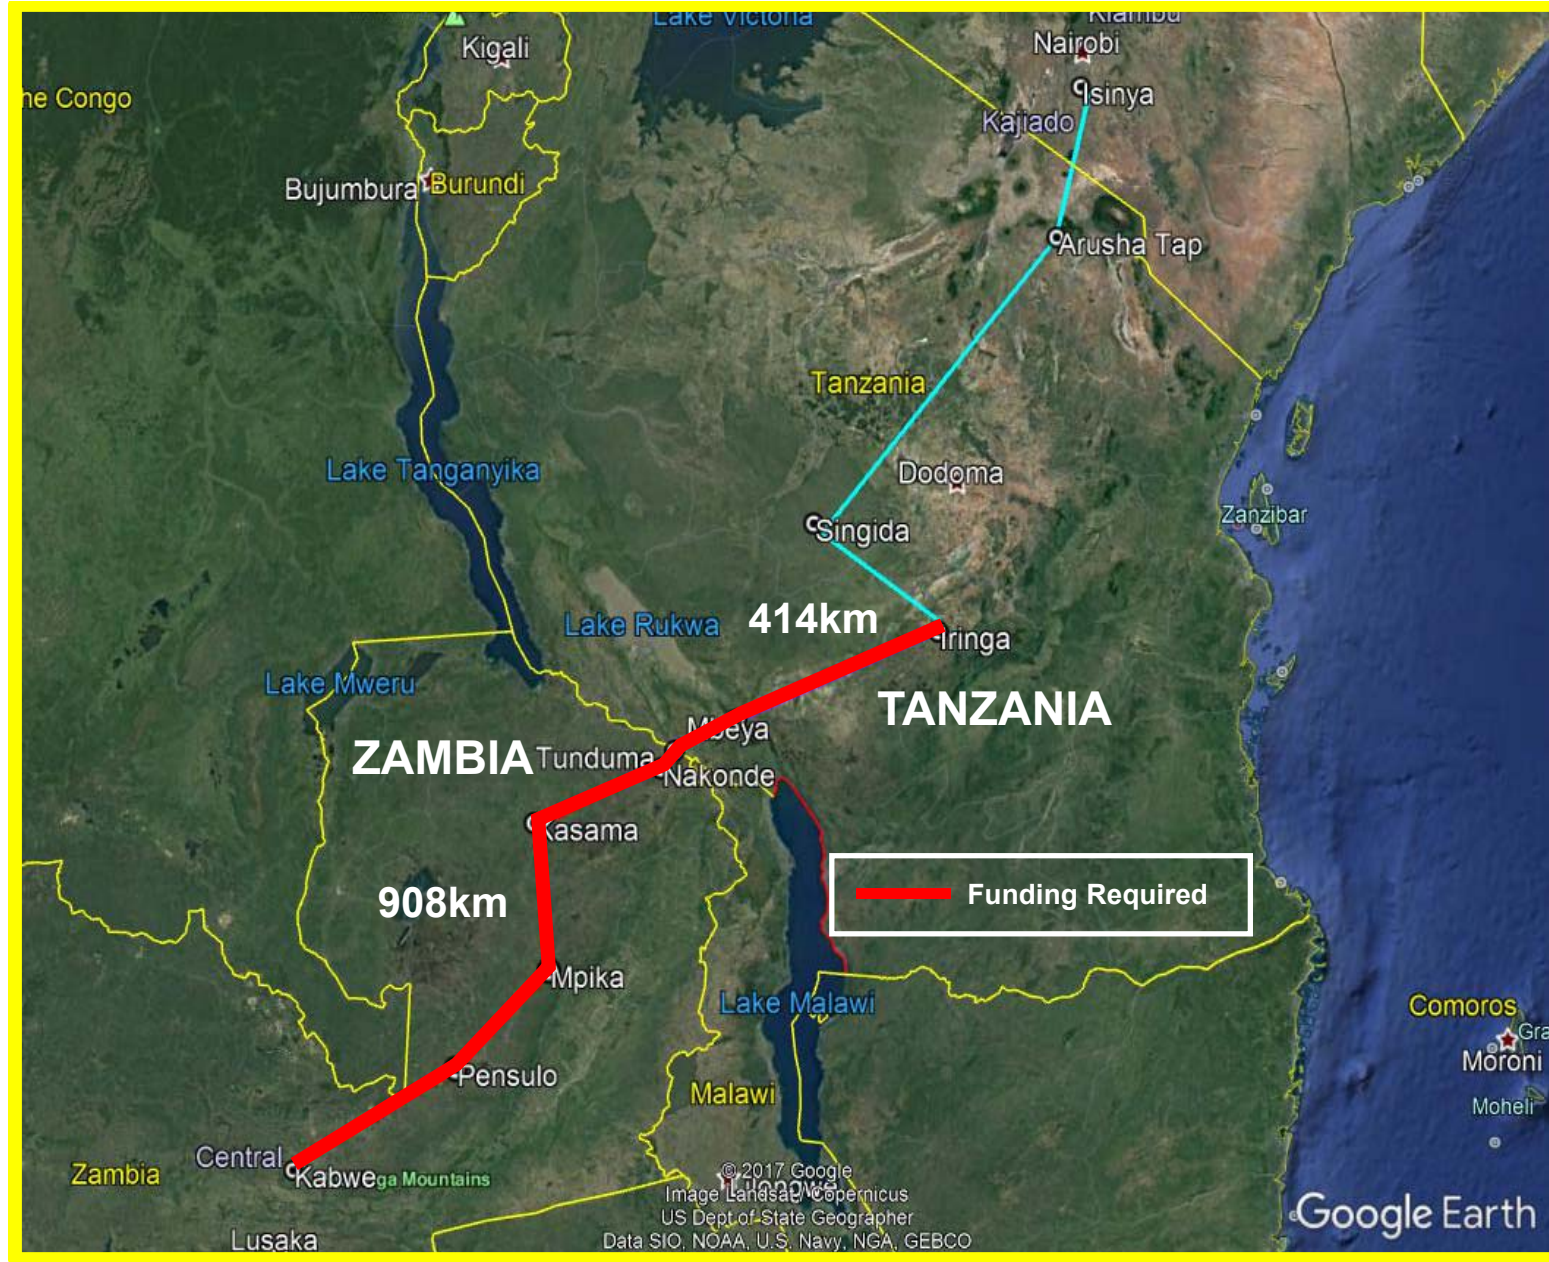 Lake Victoria
Kiambu
Kigali
Nairobi
he Congo
Isinya
Kajiado
Bujumbura
Burundi
Arusha Tap
Tanzania
Lake Tanganyika
Dodoma
Singida
Zanzibar
414km
Lake Rukwa
Iringa
Lake Mweru
TANZANIA
Mbeya
ZAMBIA
Tunduma
Nakonde
Kasama
908km
Funding Required
Mpika
Lake Malawi
Comoros
Gra
Moroni
Pensulo
Malawi
Moheli
Central
Zambia
Kabwe
ga Mountains
© 2017 Google
Lilongwe
Image Landsat / Copernicus
US Dept of State Geographer
Data SIO, NOAA, U.S. Navy, NGA, GEBCO
Lusaka
Google Earth